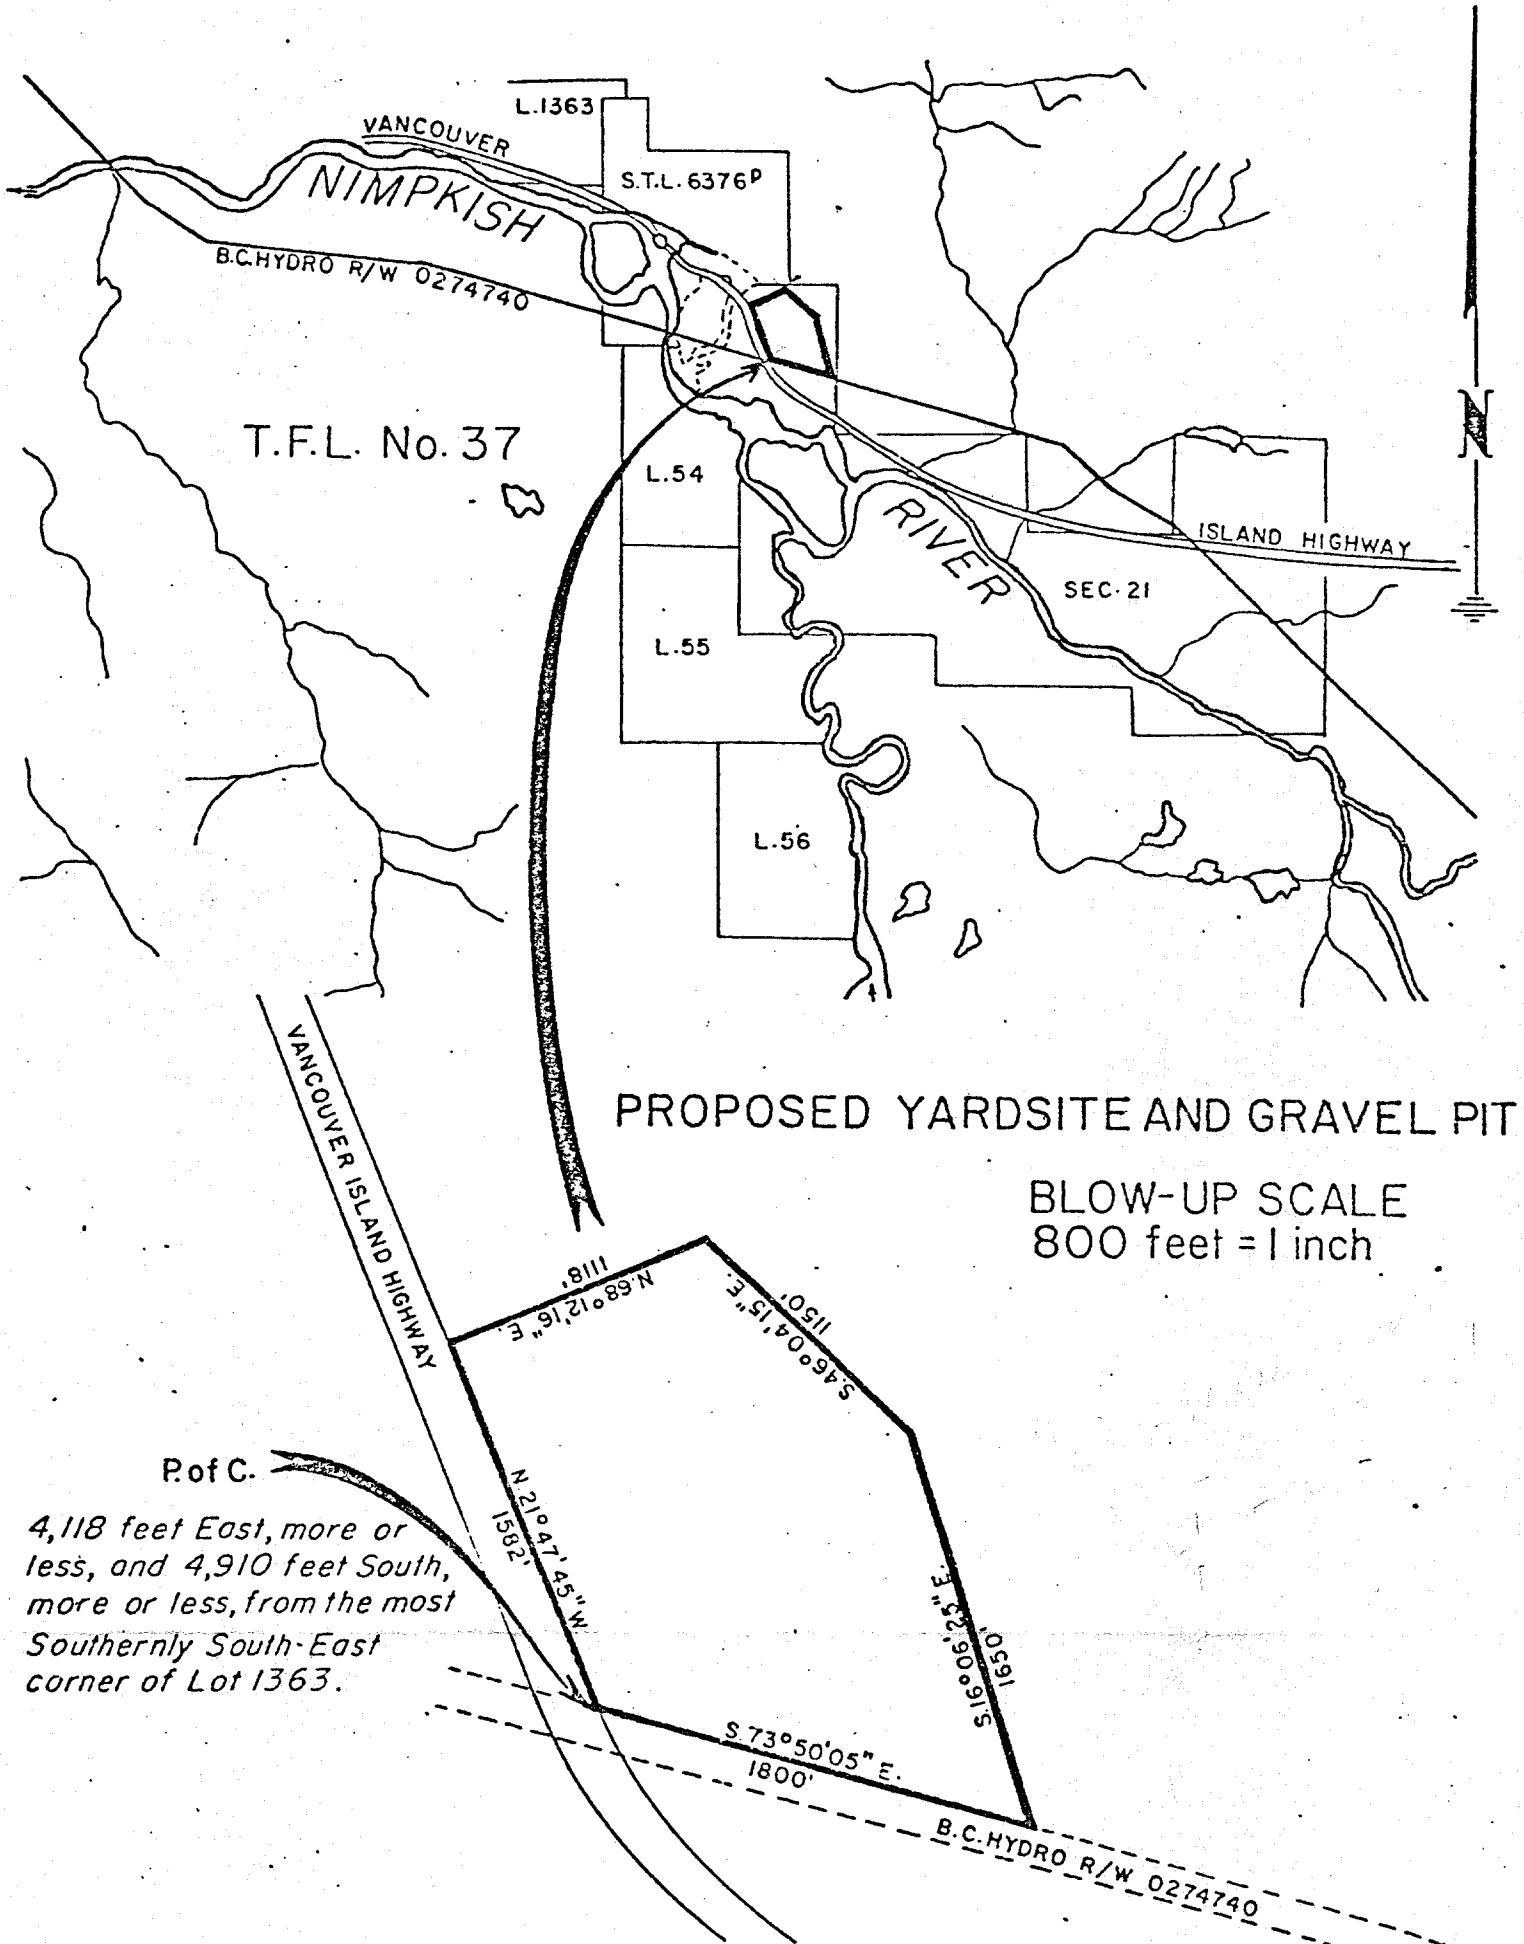 L.1363
VANCOUVER
S.T.L. 6376P
NIMPKISH
B.C.HYDRO R/W 0274740
T.F.L. No. 37
N
L.54
RIVER
ISLAND HIGHWAY
SEC. 21
L.55
L.56
VANCOUVER ISLAND HIGHWAY
PROPOSED YARDSITE AND GRAVEL PIT
BLOW-UP SCALE
800 feet = 1 inch
1118'
N.68°12'16" E.
S.46°04'15" E.
1150'
P. of C.
4,118 feet East, more or
less, and 4,910 feet South,
more or less, from the most
Southernly South-East
corner of Lot 1363.
N.21°47'45" W
1582'
S.16°06'25" E.
1650'
S.73°50'05" E.
1800'
B.C.HYDRO R/W 0274740